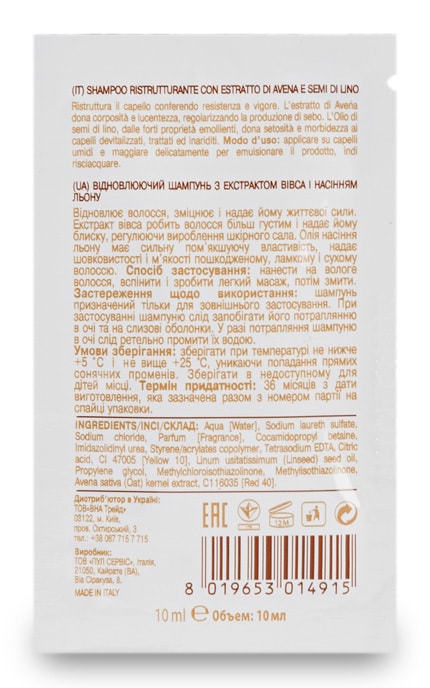 (IT) SHAMPOO RISTRUTTURANTE CON ESTRATTO DI AVENA E SEMI DI LINO
Ristruttura il capello conferendo resistenza e vigore. L'estratto di Avena
dona corposità e lucentezza, regolarizzando la produzione di sebo. L'Olio di
semi di lino, dalle forti proprietà emollienti, dona setosità e morbidezza ai
capelli devitalizzati, trattati ed inariditi. Modo d'uso: applicare su capelli
umidi e maggiare delicatamente per emulsionare il prodotto, indi
risciacquare.
(UA) ВІДНОВЛЮЮЧИЙ ШАМПУНЬ З ЕКСТРАКТОМ ВІВСА І НАСІННЯМ
ЛЬОНУ
Відновлює волосся, зміцнює і надає йому життєвої сили.
Екстракт вівса робить волосся більш густим і надає йому
блиску, регулюючи вироблення шкірного сала. Олія насіння
льону має сильну пом'якшуючу властивість, надає
шовковистості і м'якості пошкодженому, ламкому і сухому
волоссю. Спосіб застосування: нанести на вологе
волосся, вспінити і зробити легкий масаж, потім змити.
Застереження щодо використання: шампунь
призначений тільки для зовнішнього застосування. При
застосуванні шампуню слід запобігати його потраплянню
в очі та на слизові оболонки. У разі потрапляння шампуню
в очі слід ретельно промити їх водою.
Умови зберігання: зберігати при температурі не нижче
+5 °С і не вище +25 °С, уникаючи попадання прямих
сонячних променів. Зберігати в недоступному для
дітей місці. Термін придатності: 36 місяців з дати
виготовлення, яка зазначена разом з номером партії на
спайці упаковки.
INGREDIENTS/INCI/СКЛАД: Aqua [Water], Sodium laureth sulfate,
Sodium chloride, Parfum [Fragrance], Cocamidopropyl betaine,
Imidazolidinyl urea, Styrene/acrylates copolymer, Tetrasodium EDTA, Citric
acid, CI 47005 [Yellow 10], Linum usitatissimum (Linseed) seed oil,
Propylene glycol, Methylchloroisothiazolinone, Methylisothiazolinone,
Avena sativa (Oat) kernel extract, C116035 [Red 40].
Дистриб'ютор в Україні:
ТОВ«ВІНА Трейд»
03122, м. Київ,
пров. Охтирський, 3
тел.: +38 067 715 7 715
Виробник:
ТОВ «ПУЛ СЕРВІС», Італія,
21050, Кайрате (ВА),
Віа Сіракуза, 8.
MADE IN ITALY
EAC
12M
8 019653 014915
10 ml e Объем: 10 мл